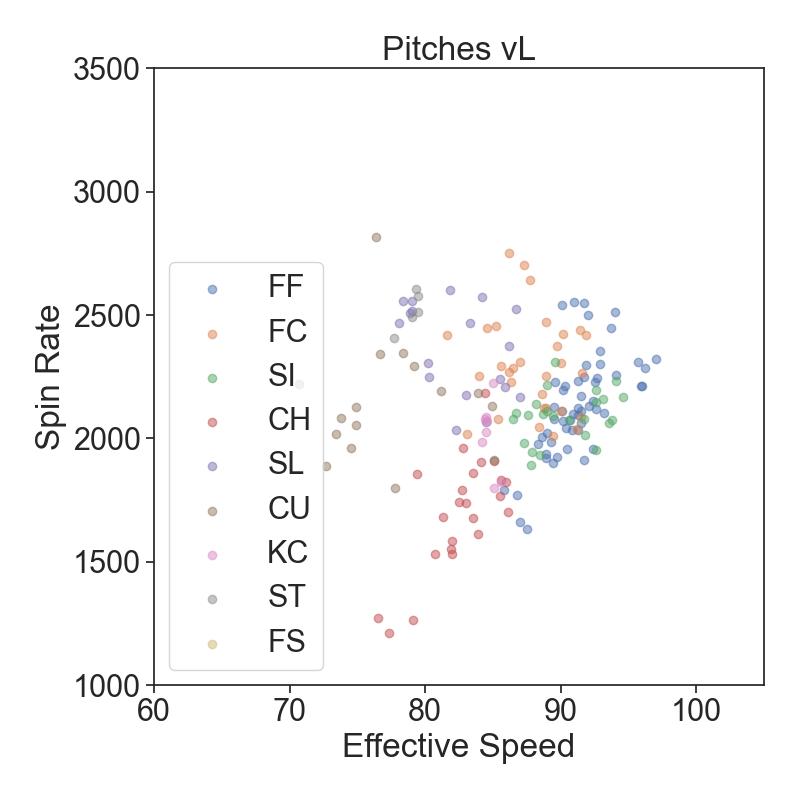 Pitches vL
3500
3000
2500
2000
1500
1000
Spin Rate
FF
FC
SI
CH
SL
CU
KC
ST
FS
60 70 80 90 100
Effective Speed